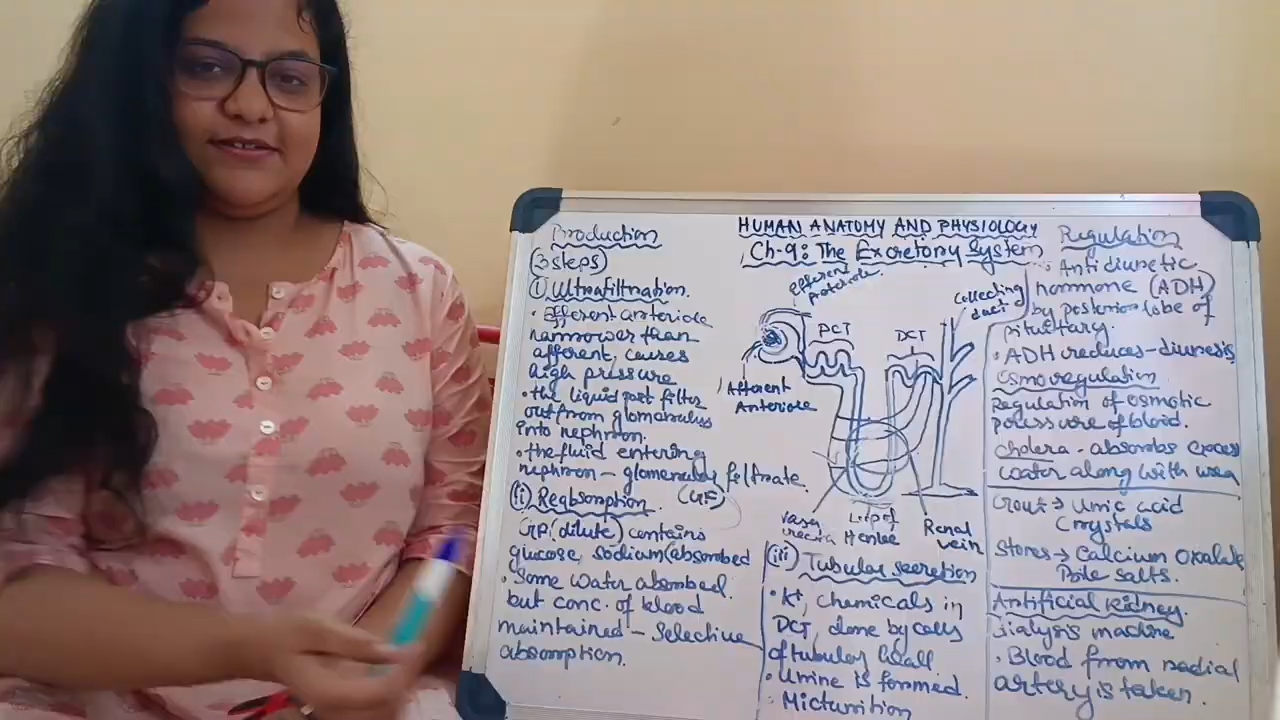 HUMAN ANATOMY AND PHYSIOLOGY
Ch-9: The Excretory System
Production
3 steps
(i) Ultrafiltration.
• efferent arteriole
narrower than
afferent, causes
high pressure
• the liquid part filter
out from glomerulus
into nephron.
• the fluid entering
nephron - glomerular filtrate
(GF)
(ii) Reabsorption
GF (dilute) contains
glucose, sodium (absorbed
• Some water absorbed.
but conc. of blood
maintained - Selective
absorption.
efferent
PCT
DCT
Collecting
duct
Afferent
Arteriole
Vasa
recta
Loop of
Henlee
Renal
vein
(iii) Tubular secretion
• K+, chemicals in
DCT, done by cells
of tubular wall
• Urine is formed.
• Micturition
Regulation
Antidiuretic
hormone (ADH)
by posterior lobe of
pituitary.
• ADH reduces - diuresis
Osmoregulation
Regulation of osmotic
pressure of blood.
cholera - absorbs excess
water along with urea
Gout → Uric acid
Crystals
Stones → Calcium Oxalate
Bile salts.
Artificial kidney.
Dialysis machine
• Blood from radial
artery is taken